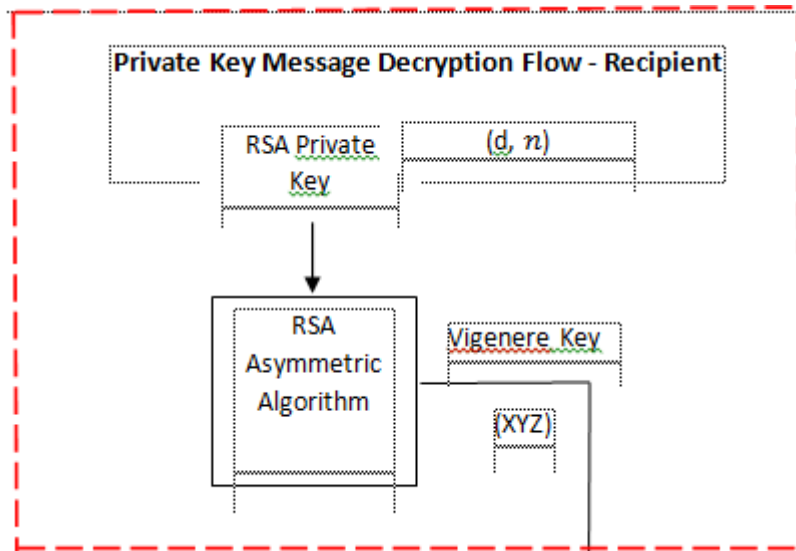 Private Key Message Decryption Flow - Recipient
RSA Private
Key
(d, n)
RSA
Asymmetric
Algorithm
Vigenere Key
(XYZ)